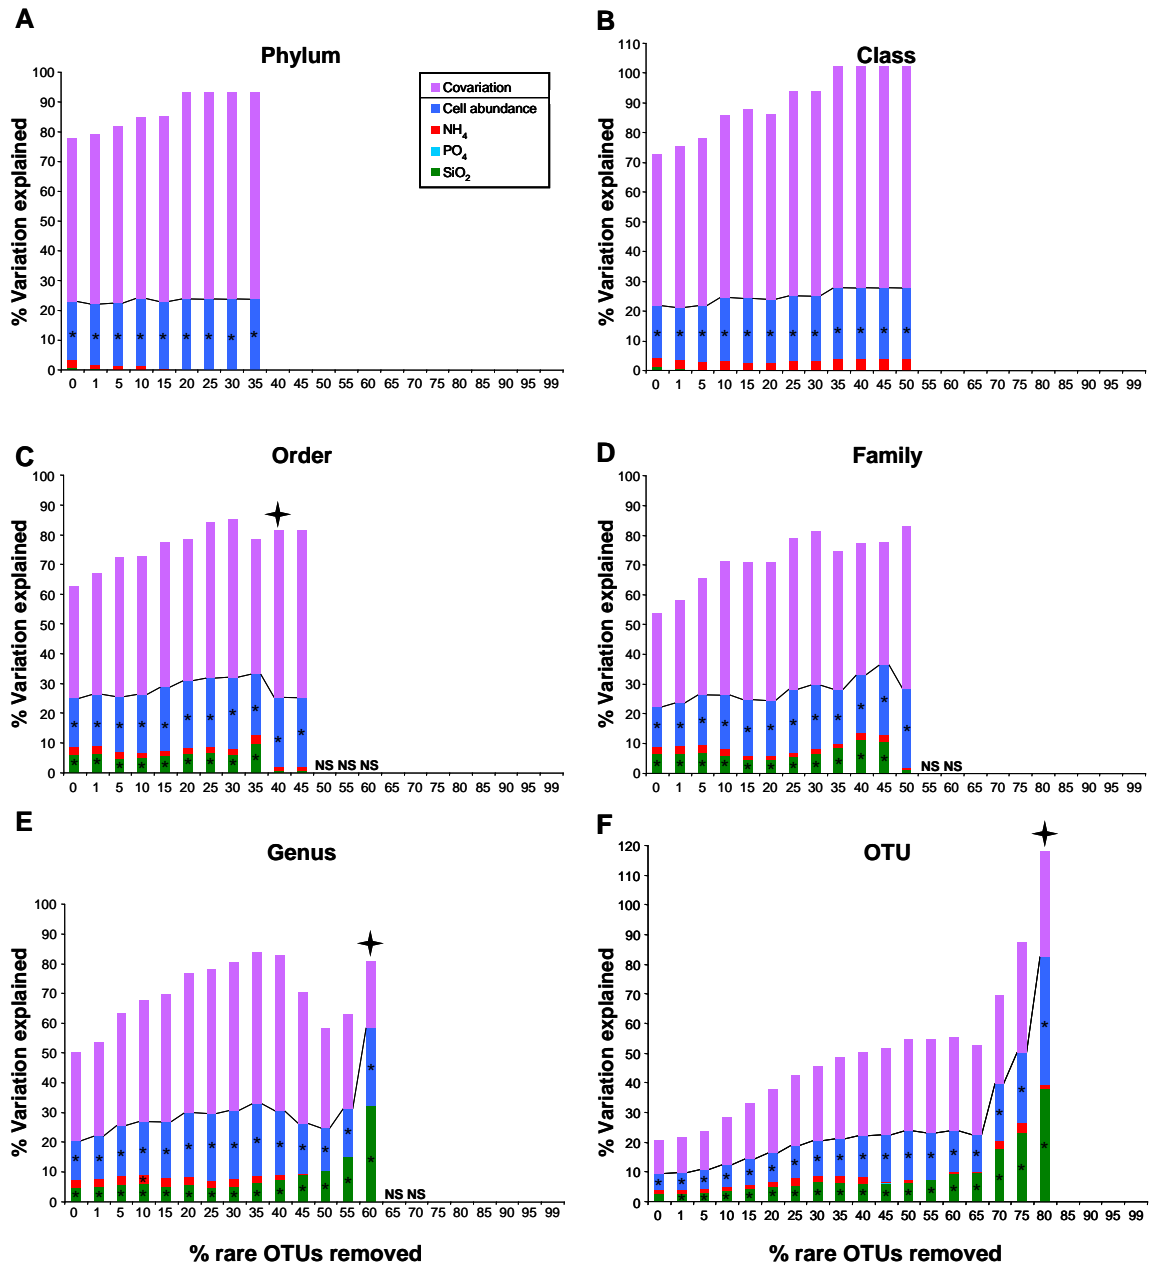 A
Phylum
% Variation explained
100
90
80
70
60
50
40
30
20
10
0
0 1 5 10 15 20 25 30 35 40 45 50 55 60 65 70 75 80 85 90 95 99
Covariation
Cell abundance
NH4
PO4
SiO2
* * * * * * * * *
B
Class
% Variation explained
110
100
90
80
70
60
50
40
30
20
10
0
0 1 5 10 15 20 25 30 35 40 45 50 55 60 65 70 75 80 85 90 95 99
* * * * * * * * * * * *
C
Order
% Variation explained
100
90
80
70
60
50
40
30
20
10
0
* * * * * * * * * * *
* * * * * * * * *
NS NS NS
0 1 5 10 15 20 25 30 35 40 45 50 55 60 65 70 75 80 85 90 95 99
D
Family
% Variation explained
100
90
80
70
60
50
40
30
20
10
0
* * * * * * * * * * * *
* * * * * * * * * * *
NS NS
0 1 5 10 15 20 25 30 35 40 45 50 55 60 65 70 75 80 85 90 95 99
E
Genus
% Variation explained
100
90
80
70
60
50
40
30
20
10
0
* * * * * * * * * * * * * *
* * * * * * * * * * * * * *
NS NS
0 1 5 10 15 20 25 30 35 40 45 50 55 60 65 70 75 80 85 90 95 99
% rare OTUs removed
F
OTU
% Variation explained
120
110
100
90
80
70
60
50
40
30
20
10
0
* * * * * * * * * * * * * * * * * *
* * * * * * * * * * * * * * * * *
0 1 5 10 15 20 25 30 35 40 45 50 55 60 65 70 75 80 85 90 95 99
% rare OTUs removed